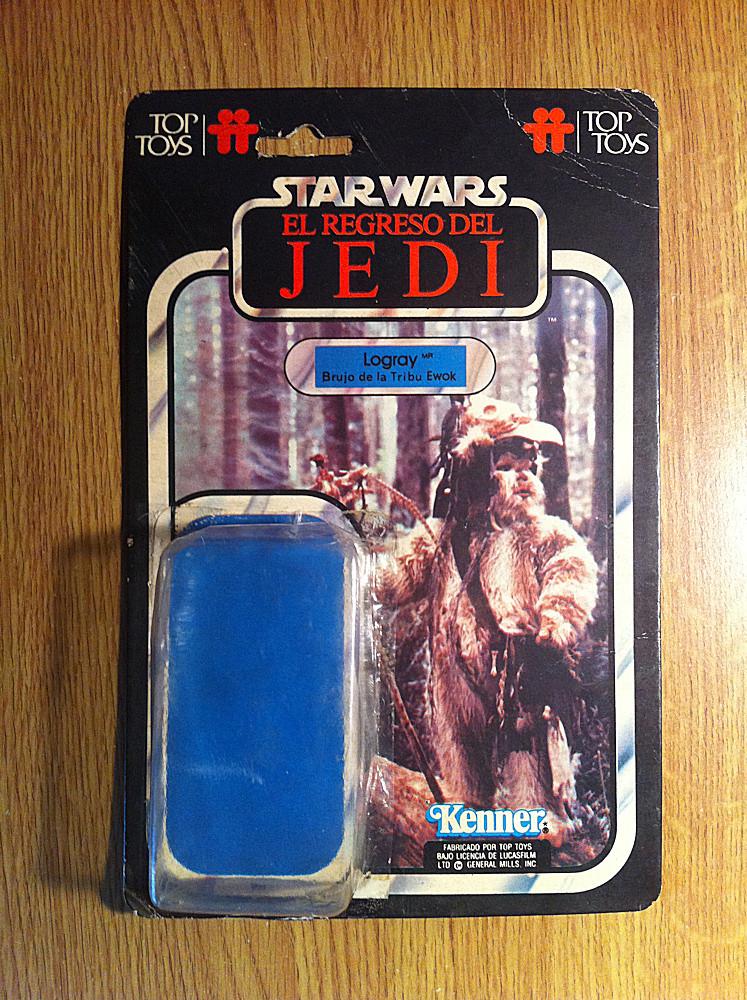 TOP
TOYS
TOP
TOYS
STAR WARS
EL REGRESO DEL
JEDI
TM
Logray MR
Brujo de la Tribu Ewok
Kenner
FABRICADO POR TOP TOYS
BAJO LICENCIA DE LUCASFILM
LTD © GENERAL MILLS, INC